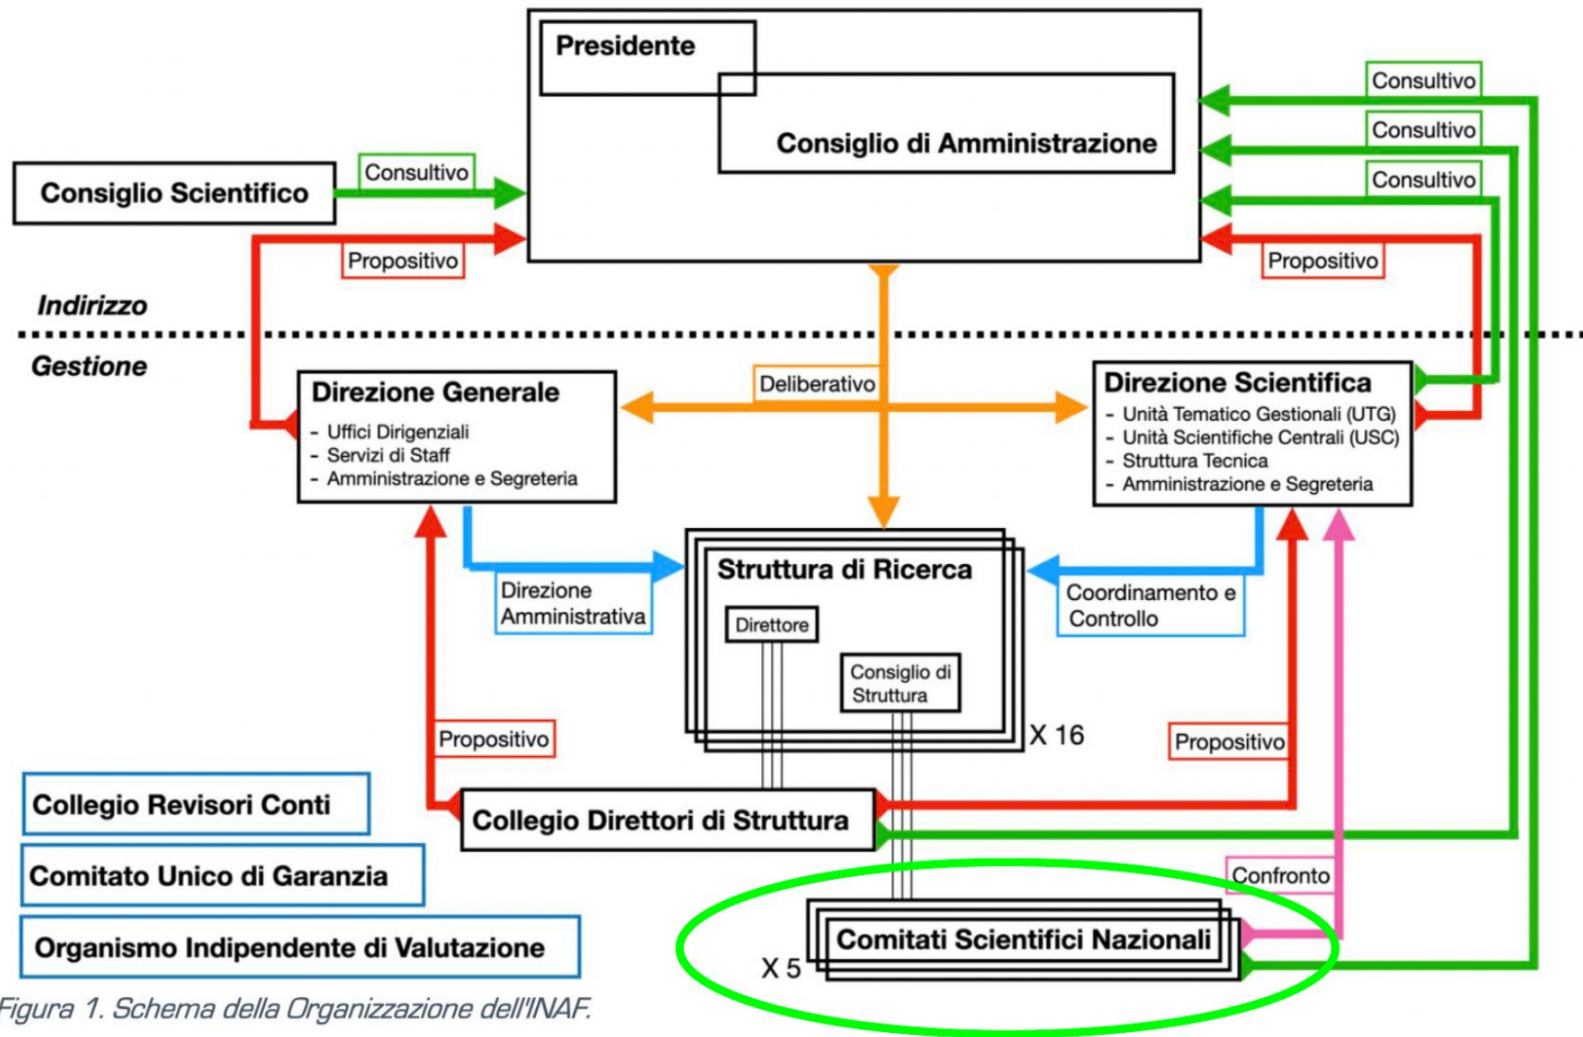 Presidente
Consiglio di Amministrazione
Consultivo
Consultivo
Consultivo
Consiglio Scientifico
Consultivo
Propositivo
Propositivo
Indirizzo
Gestione
Deliberativo
Direzione Generale
- Uffici Dirigenziali
- Servizi di Staff
- Amministrazione e Segreteria
Direzione Scientifica
- Unità Tematico Gestionali (UTG)
- Unità Scientifiche Centrali (USC)
- Struttura Tecnica
- Amministrazione e Segreteria
Direzione
Amministrativa
Struttura di Ricerca
Direttore
Consiglio di
Struttura
X 16
Coordinamento e
Controllo
Propositivo
Propositivo
Collegio Revisori Conti
Collegio Direttori di Struttura
Comitato Unico di Garanzia
Confronto
Organismo Indipendente di Valutazione
Comitati Scientifici Nazionali
X 5
Figura 1. Schema della Organizzazione dell'INAF.